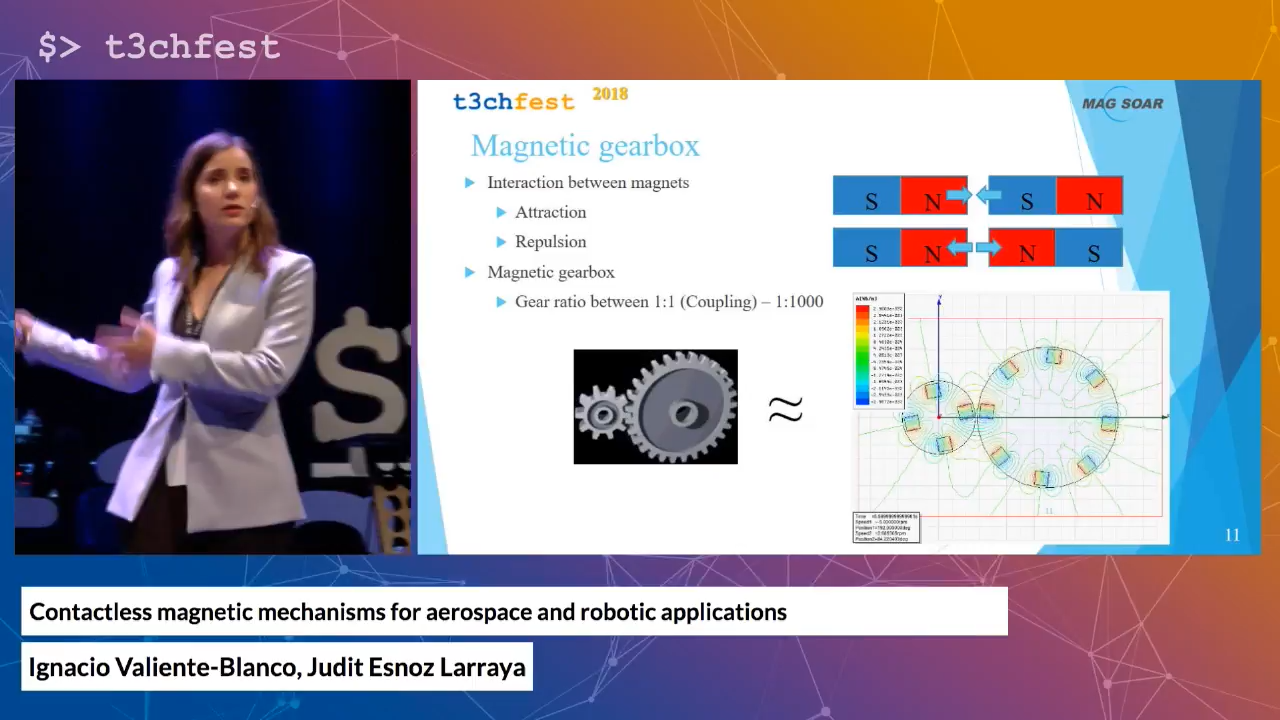 $> t3chfest
t3chfest 2018
MAG SOAR
Magnetic gearbox
Interaction between magnets
Attraction
Repulsion
Magnetic gearbox
Gear ratio between 1:1 (Coupling) – 1:1000
S N S N
S N N S
≈
11
11
Contactless magnetic mechanisms for aerospace and robotic applications
Ignacio Valiente-Blanco, Judit Esnoz Larraya